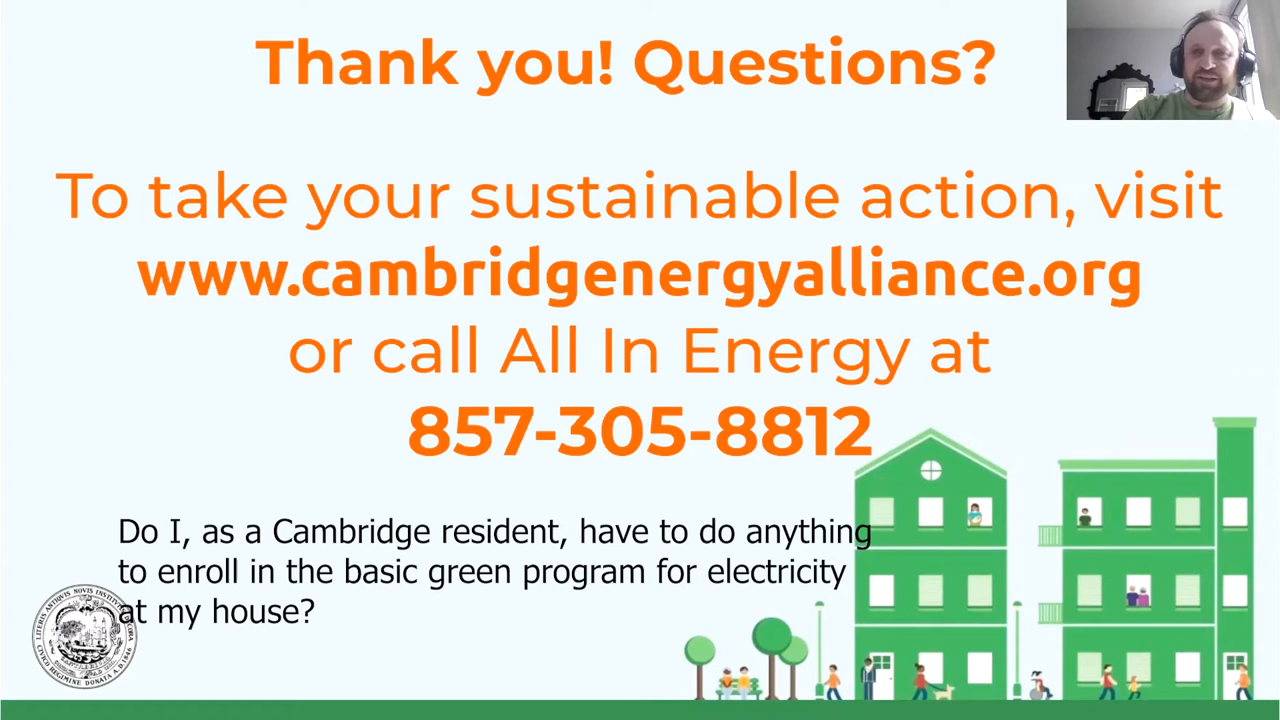 Thank you! Questions?
To take your sustainable action, visit
www.cambridgenergyalliance.org
or call All In Energy at
857-305-8812
Do I, as a Cambridge resident, have to do anything
to enroll in the basic green program for electricity
at my house?